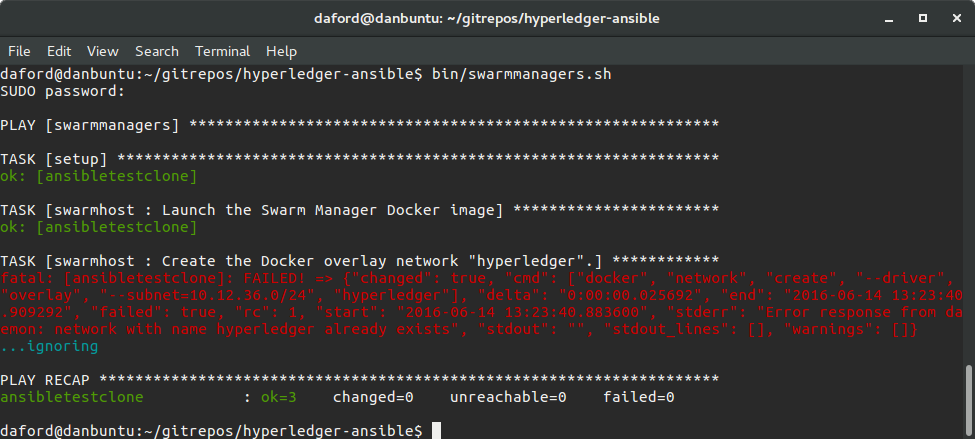 daford@danbuntu: ~/gitrepos/hyperledger-ansible
File Edit View Search Terminal Help
daford@danbuntu:~/gitrepos/hyperledger-ansible$ bin/swarmmanagers.sh
SUDO password:
PLAY [swarmmanagers] ***********************************************************
TASK [setup] *******************************************************************
ok: [ansibletestclone]
TASK [swarmhost : Launch the Swarm Manager Docker image] ***********************
ok: [ansibletestclone]
TASK [swarmhost : Create the Docker overlay network "hyperledger".] ************
fatal: [ansibletestclone]: FAILED! => {"changed": true, "cmd": ["docker", "network", "create", "--driver",
"overlay", "--subnet=10.12.36.0/24", "hyperledger"], "delta": "0:00:00.025692", "end": "2016-06-14 13:23:40
.909292", "failed": true, "rc": 1, "start": "2016-06-14 13:23:40.883600", "stderr": "Error response from da
emon: network with name hyperledger already exists", "stdout": "", "stdout_lines": [], "warnings": []}
...ignoring
PLAY RECAP *********************************************************************
ansibletestclone : ok=3 changed=0 unreachable=0 failed=0
daford@danbuntu:~/gitrepos/hyperledger-ansible$